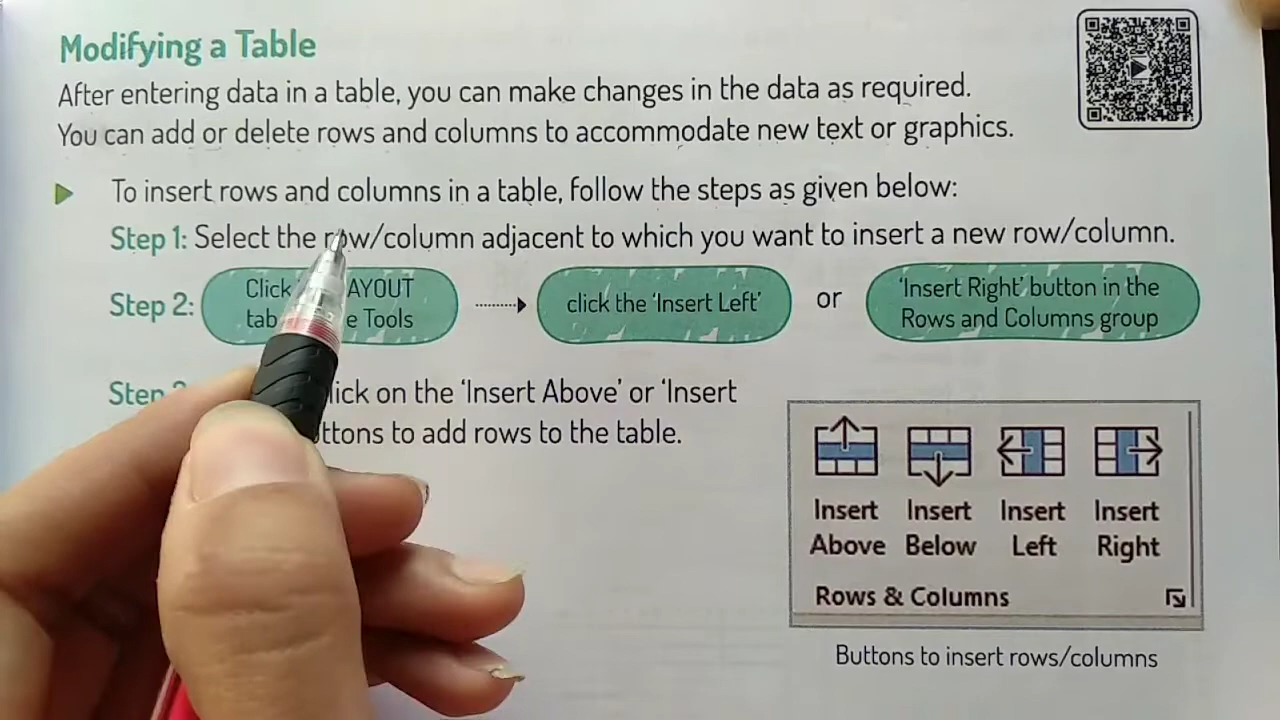 Modifying a Table
After entering data in a table, you can make changes in the data as required.
You can add or delete rows and columns to accommodate new text or graphics.
To insert rows and columns in a table, follow the steps as given below:
Step 1: Select the row/column adjacent to which you want to insert a new row/column.
Step 2: Click AYOUT
tab e Tools
click the ‘Insert Left’
or
‘Insert Right’ button in the
Rows and Columns group
Step lick on the ‘Insert Above’ or ‘Insert
ttons to add rows to the table.
Insert Above
Insert Below
Insert Left
Insert Right
Rows & Columns
Buttons to insert rows/columns